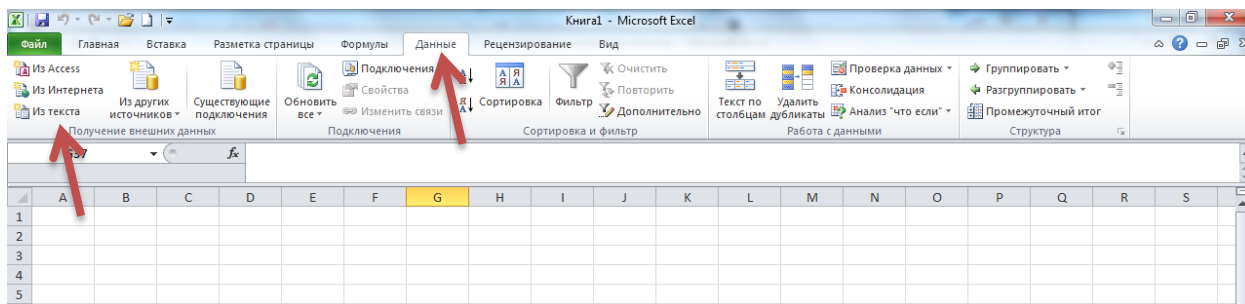 Книга1 - Microsoft Excel
Файл Главная Вставка Разметка страницы Формулы Данные Рецензирование Вид
Из Access
Из Интернета
Из текста
Из других источников
Существующие подключения
Получение внешних данных
Обновить все
Подключения
Свойства
Изменить связи
Подключения
Сортировка
Фильтр
Очистить
Повторить
Дополнительно
Сортировка и фильтр
Текст по столбцам
Удалить дубликаты
Проверка данных
Консолидация
Анализ "что если"
Работа с данными
Группировать
Разгруппировать
Промежуточный итог
Структура
fx
A B C D E F G H I J K L M N O P Q R S
1
2
3
4
5